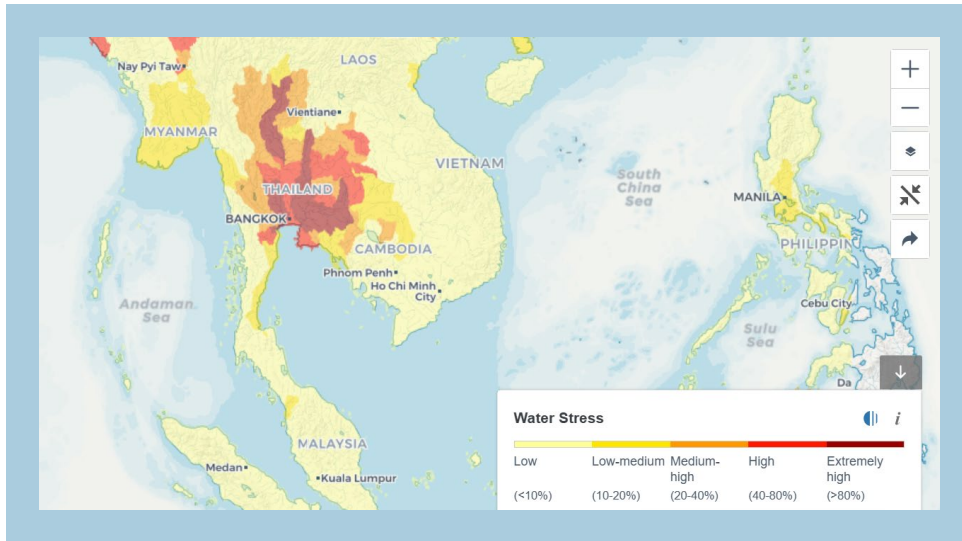 LAOS
Nay Pyi Taw
Vientiane
MYANMAR
VIETNAM
South
China
Sea
THAILAND
MANILA
BANGKOK
PHILIPPIN
CAMBODIA
Phnom Penh
Ho Chi Minh
City
Andaman
Sea
Cebu City
Sulu
Sea
Da
Water Stress
i
Low
Low-medium
Medium-
high
High
Extremely
high
(<10%)
(10-20%)
(20-40%)
(40-80%)
(>80%)
MALAYSIA
Medan
Kuala Lumpur